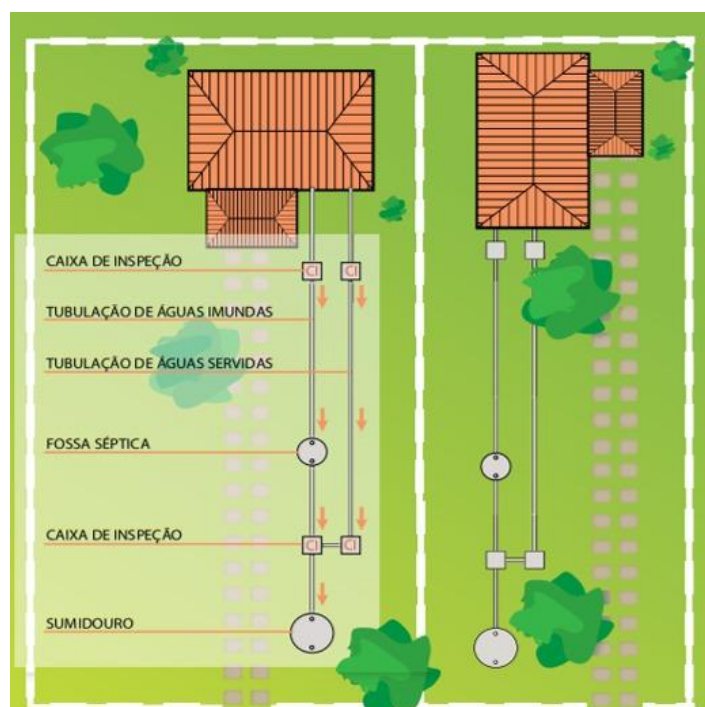 CAIXA DE INSPEÇÃO
CI CI
TUBULAÇÃO DE ÁGUAS IMUNDAS
TUBULAÇÃO DE ÁGUAS SERVIDAS
FOSSA SÉPTICA
CAIXA DE INSPEÇÃO
CI CI
SUMIDOURO